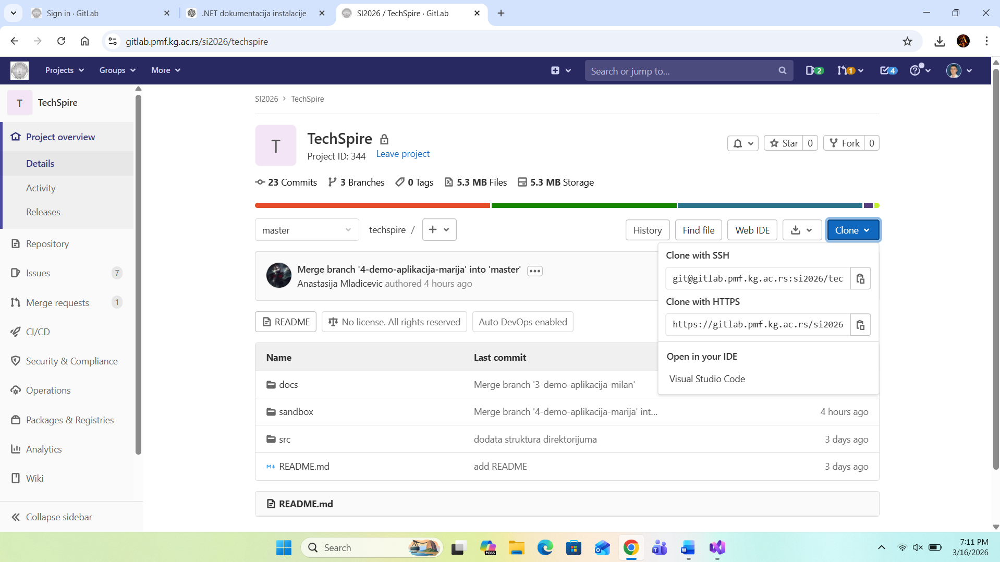 Sign in · GitLab
.NET dokumentacija instalacije
SI2026 / TechSpire · GitLab
gitlab.pmf.kg.ac.rs/si2026/techspire
Projects
Groups
More
Search or jump to...
2
1
4
T
TechSpire
Project overview
Details
Activity
Releases
Repository
Issues
7
Merge requests
1
CI/CD
Security & Compliance
Operations
Packages & Registries
Analytics
Wiki
Collapse sidebar
SI2026 > TechSpire
T
TechSpire
Project ID: 344 Leave project
Star 0
Fork 0
23 Commits
3 Branches
0 Tags
5.3 MB Files
5.3 MB Storage
master
techspire /
History
Find file
Web IDE
Clone
Clone with SSH
git@gitlab.pmf.kg.ac.rs:si2026/tec
Clone with HTTPS
https://gitlab.pmf.kg.ac.rs/si2026
Open in your IDE
Visual Studio Code
Merge branch '4-demo-aplikacija-marija' into 'master'
Anastasija Mladicevic authored 4 hours ago
README
No license. All rights reserved
Auto DevOps enabled
Name Last commit
docs Merge branch '3-demo-aplikacija-milan'
sandbox Merge branch '4-demo-aplikacija-marija' int... 4 hours ago
src dodata struktura direktorijuma 3 days ago
README.md add README 3 days ago
README.md
Search
M365
7:11 PM
3/16/2026